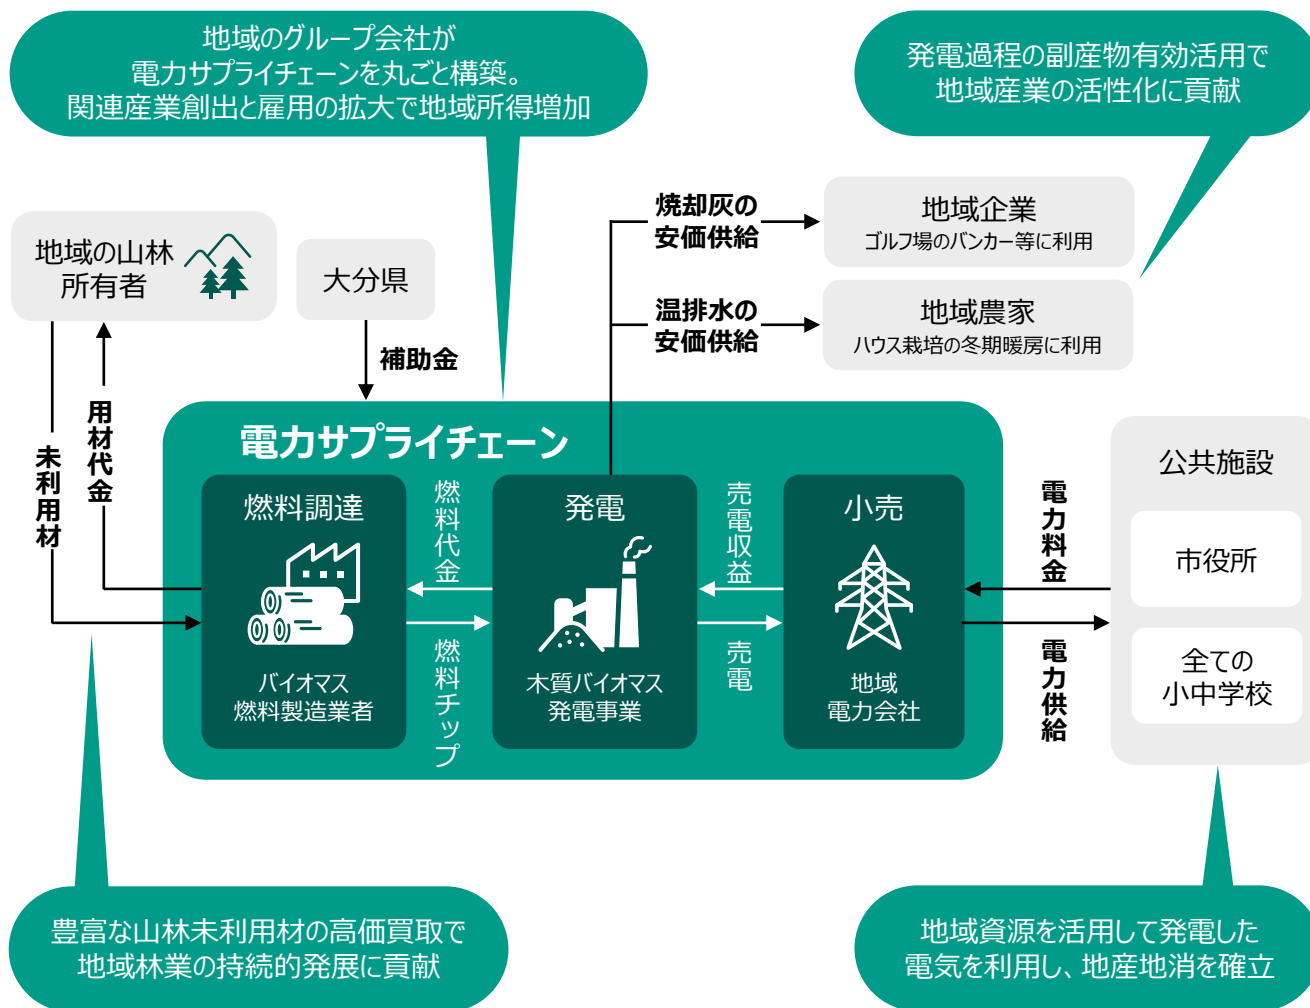 地域のグループ会社が
電力サプライチェーンを丸ごと構築。
関連産業創出と雇用の拡大で地域所得増加
発電過程の副産物有効活用で
地域産業の活性化に貢献
地域の山林
所有者
大分県
補助金
焼却灰の
安価供給
地域企業
ゴルフ場のバンカー等に利用
温排水の
安価供給
地域農家
ハウス栽培の冬期暖房に利用
未利用材
用材代金
電力サプライチェーン
燃料調達
バイオマス
燃料製造業者
燃料代金
燃料チップ
発電
木質バイオマス
発電事業
売電収益
売電
小売
地域
電力会社
電力料金
電力供給
公共施設
市役所
全ての
小中学校
豊富な山林未利用材の高価買取で
地域林業の持続的発展に貢献
地域資源を活用して発電した
電気を利用し、地産地消を確立